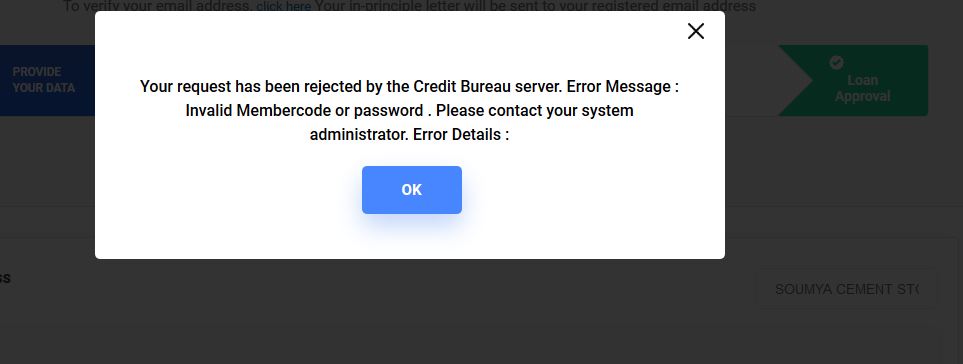 To verify your email address, click here Your in-principle letter will be sent to your registered email address
Your request has been rejected by the Credit Bureau server. Error Message :
Invalid Membercode or password . Please contact your system
administrator. Error Details :
OK
PROVIDE
YOUR DATA
Loan
Approval
ss
SOUMYA CEMENT STO